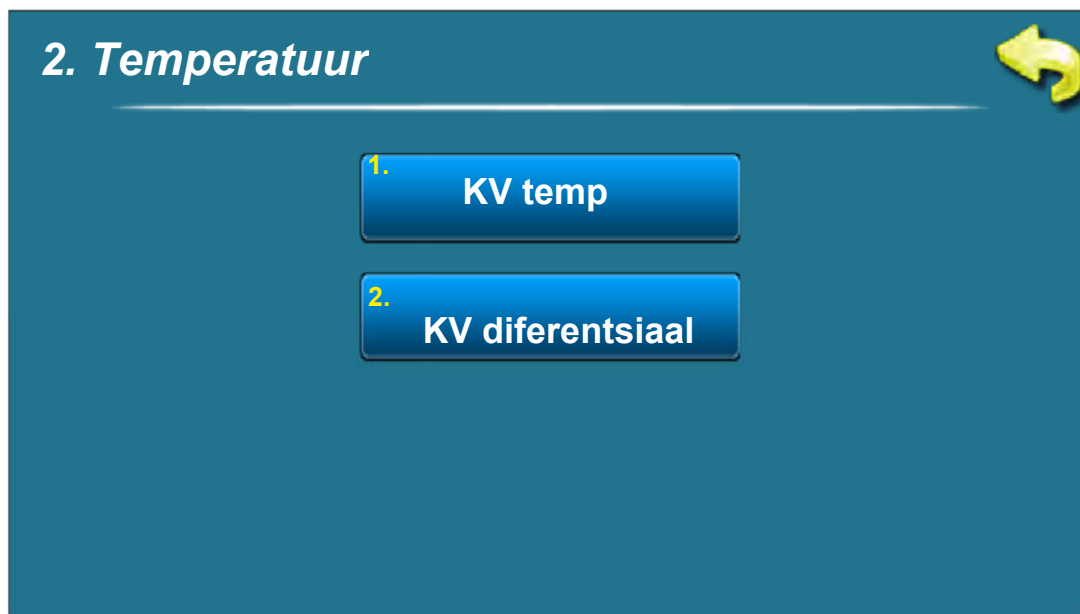 2. Temperatuur
1.
KV temp
2.
KV diferentsiaal